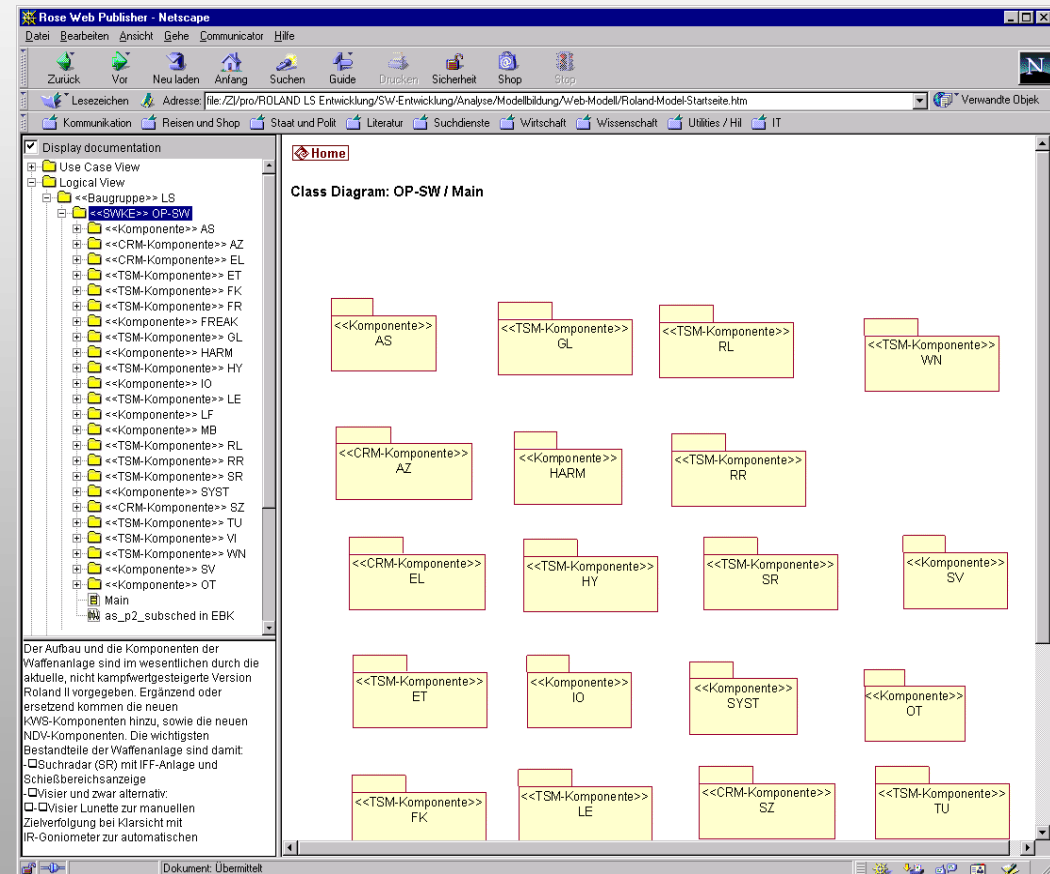 Rose Web Publisher - Netscape
Datei Bearbeiten Ansicht Gehe Communicator Hilfe
Zurück Vor Neu laden Anfang Suchen Guide Drucken Sicherheit Shop Stop
N
Lesezeichen Adresse: file:/Z|/pro/ROLAND LS Entwicklung/SW-Entwicklung/Analyse/Modellbildung/Web-Modell/Roland-Model-Startseite.htm Verwandte Objek
Kommunikation Reisen und Shop Staat und Polit Literatur Suchdienste Wirtschaft Wissenschaft Utilities / Hil IT
Display documentation
Use Case View
Logical View
<<Baugruppe>> LS
<<SWKE>> OP-SW
<<Komponente>> AS
<<CRM-Komponente>> AZ
<<CRM-Komponente>> EL
<<TSM-Komponente>> ET
<<TSM-Komponente>> FK
<<TSM-Komponente>> FR
<<Komponente>> FREAK
<<TSM-Komponente>> GL
<<Komponente>> HARM
<<TSM-Komponente>> HY
<<Komponente>> IO
<<TSM-Komponente>> LE
<<Komponente>> LF
<<Komponente>> MB
<<TSM-Komponente>> RL
<<TSM-Komponente>> RR
<<TSM-Komponente>> SR
<<Komponente>> SYST
<<CRM-Komponente>> SZ
<<TSM-Komponente>> TU
<<TSM-Komponente>> VI
<<TSM-Komponente>> WN
<<Komponente>> SV
<<Komponente>> OT
Main
as_p2_subsched in EBK
Der Aufbau und die Komponenten der
Waffenanlage sind im wesentlichen durch die
aktuelle, nicht kampfwertgesteigerte Version
Roland II vorgegeben. Ergänzend oder
ersetzend kommen die neuen
KWS-Komponenten hinzu, sowie die neuen
NDV-Komponenten. Die wichtigsten
Bestandteile der Waffenanlage sind damit:
-□Suchradar (SR) mit IFF-Anlage und
Schießbereichsanzeige
-□Visier und zwar alternativ:
□-□Visier Lunette zur manuellen
Zielverfolgung bei Klarsicht mit
IR-Goniometer zur automatischen
Home
Class Diagram: OP-SW / Main
<<Komponente>>
AS
<<TSM-Komponente>>
GL
<<TSM-Komponente>>
RL
<<TSM-Komponente>>
WN
<<CRM-Komponente>>
AZ
<<Komponente>>
HARM
<<TSM-Komponente>>
RR
<<CRM-Komponente>>
EL
<<TSM-Komponente>>
HY
<<TSM-Komponente>>
SR
<<Komponente>>
SV
<<TSM-Komponente>>
ET
<<Komponente>>
IO
<<Komponente>>
SYST
<<Komponente>>
OT
<<TSM-Komponente>>
FK
<<TSM-Komponente>>
LE
<<CRM-Komponente>>
SZ
<<TSM-Komponente>>
TU
Dokument: Übermittelt